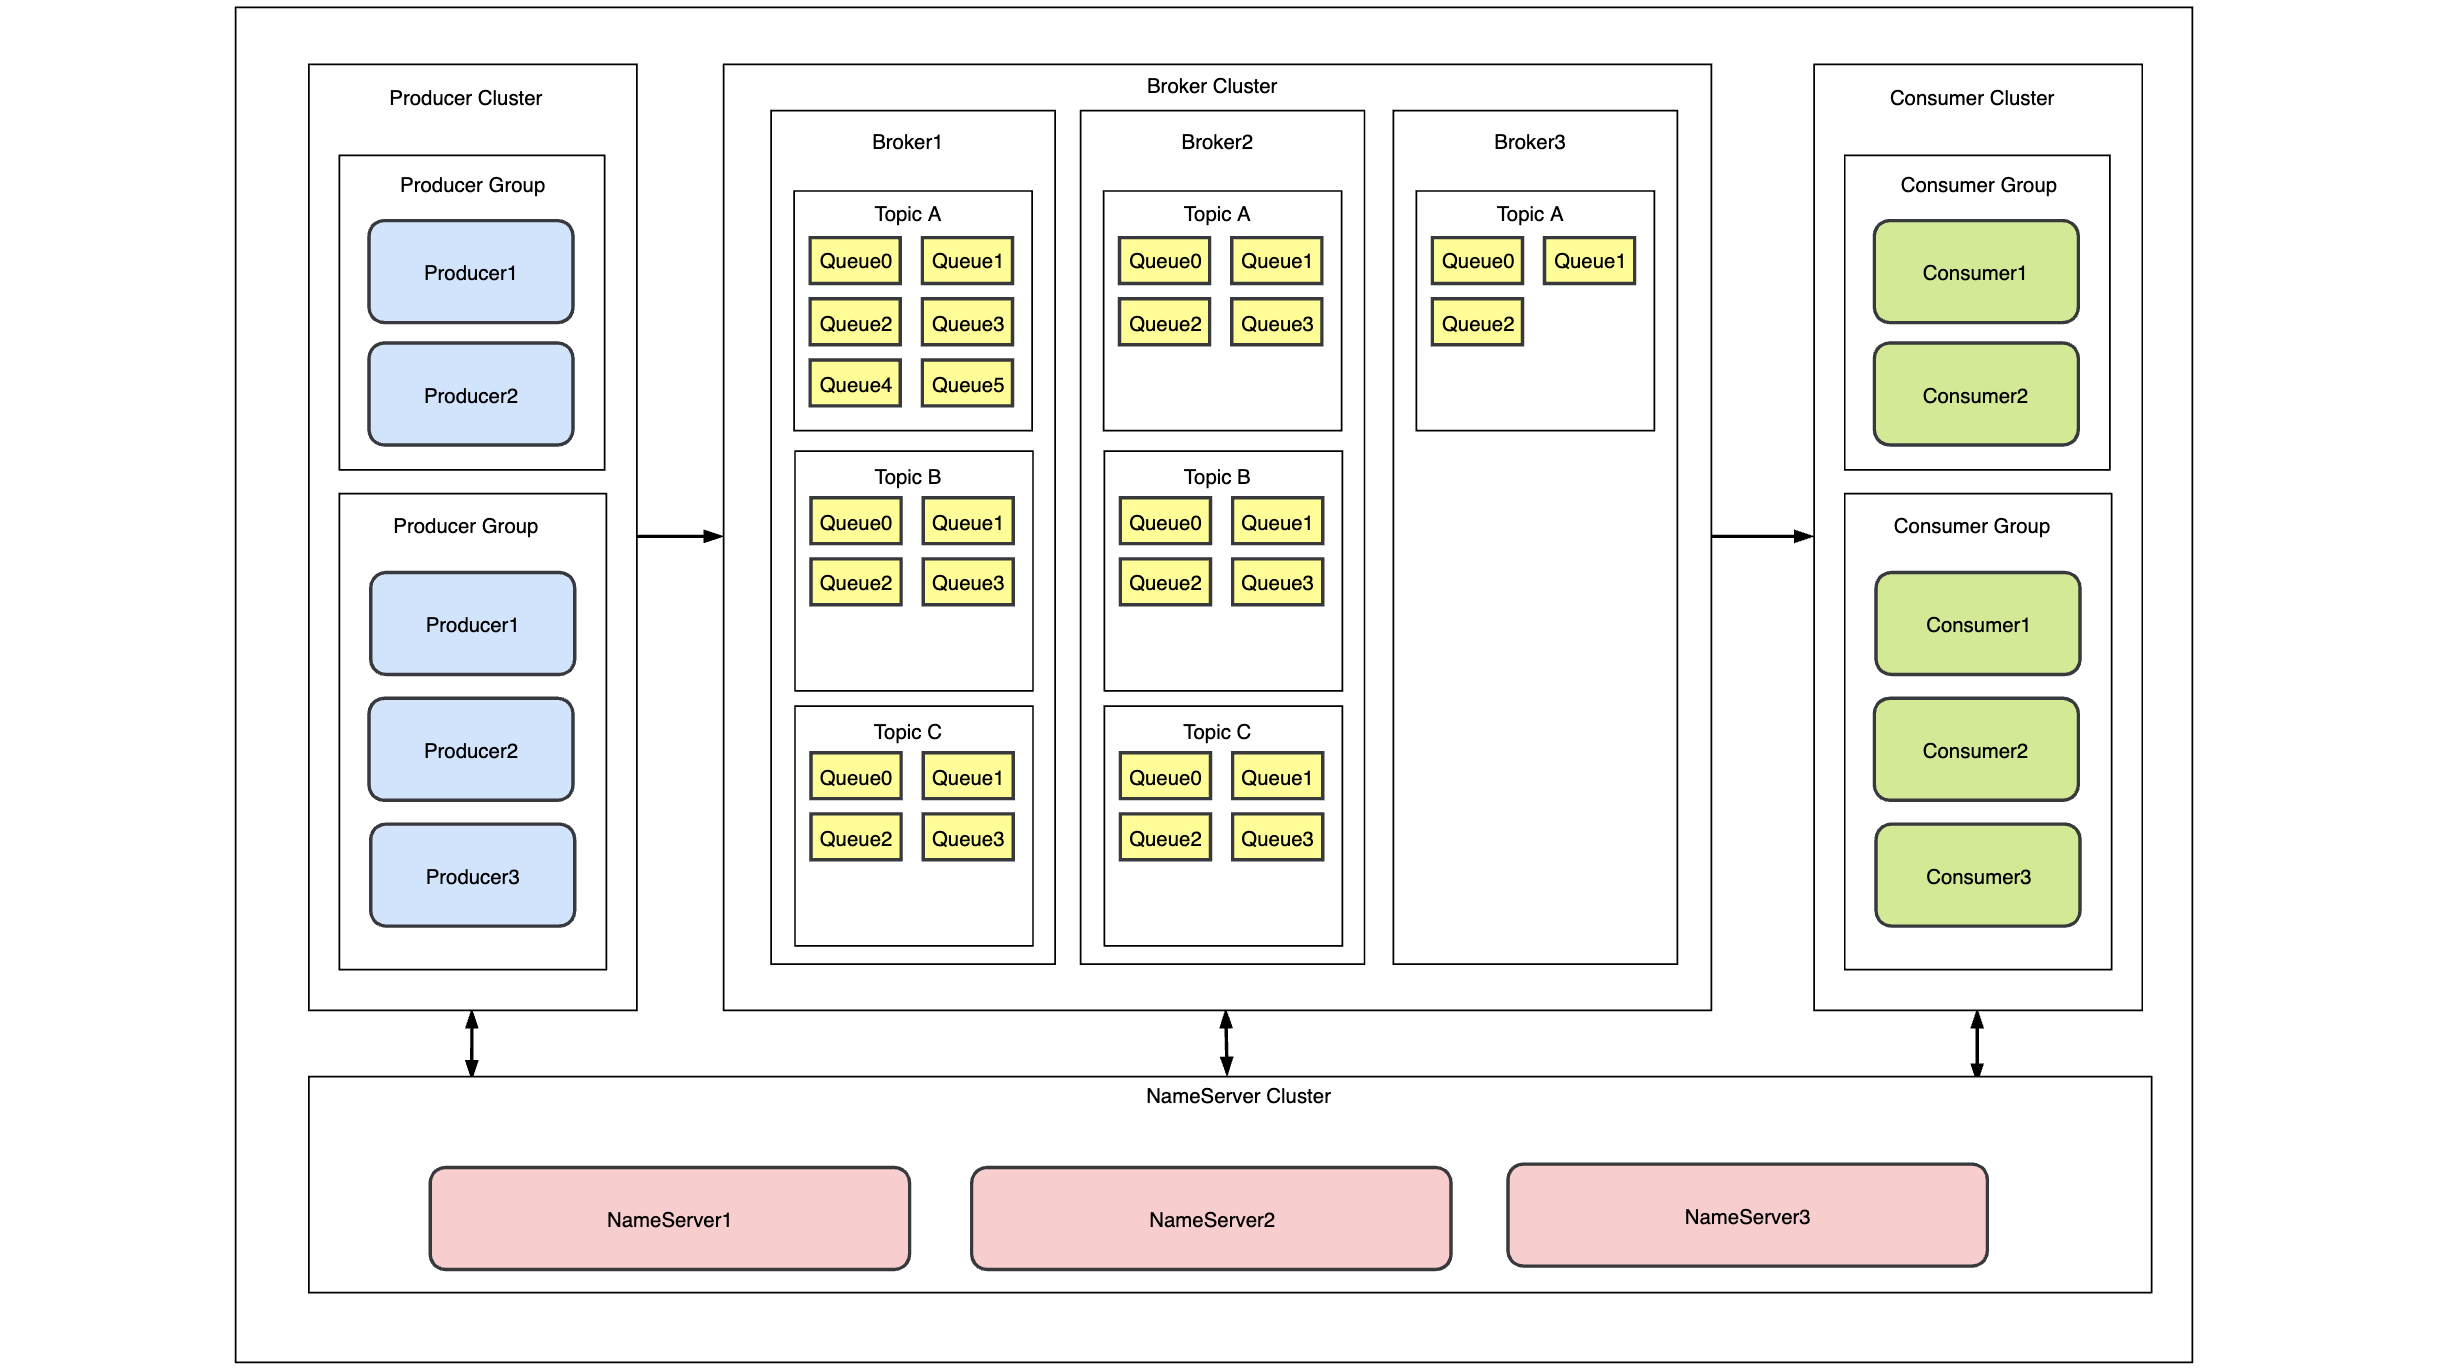 Producer Cluster
Producer Group
Producer1
Producer2
Producer Group
Producer1
Producer2
Producer3
Broker Cluster
Broker1
Topic A
Queue0 Queue1
Queue2 Queue3
Queue4 Queue5
Topic B
Queue0 Queue1
Queue2 Queue3
Topic C
Queue0 Queue1
Queue2 Queue3
Broker2
Topic A
Queue0 Queue1
Queue2 Queue3
Topic B
Queue0 Queue1
Queue2 Queue3
Topic C
Queue0 Queue1
Queue2 Queue3
Broker3
Topic A
Queue0 Queue1
Queue2
Consumer Cluster
Consumer Group
Consumer1
Consumer2
Consumer Group
Consumer1
Consumer2
Consumer3
NameServer Cluster
NameServer1 NameServer2 NameServer3